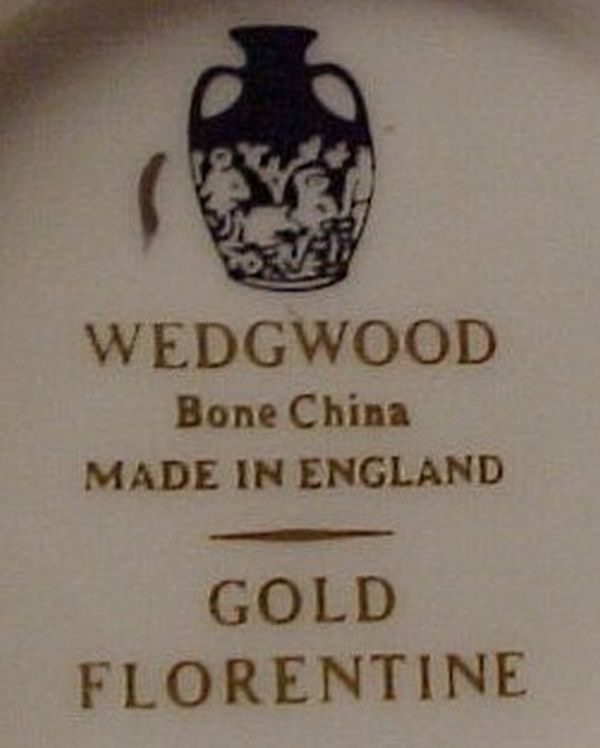 WEDGWOOD
Bone China
MADE IN ENGLAND
GOLD
FLORENTINE